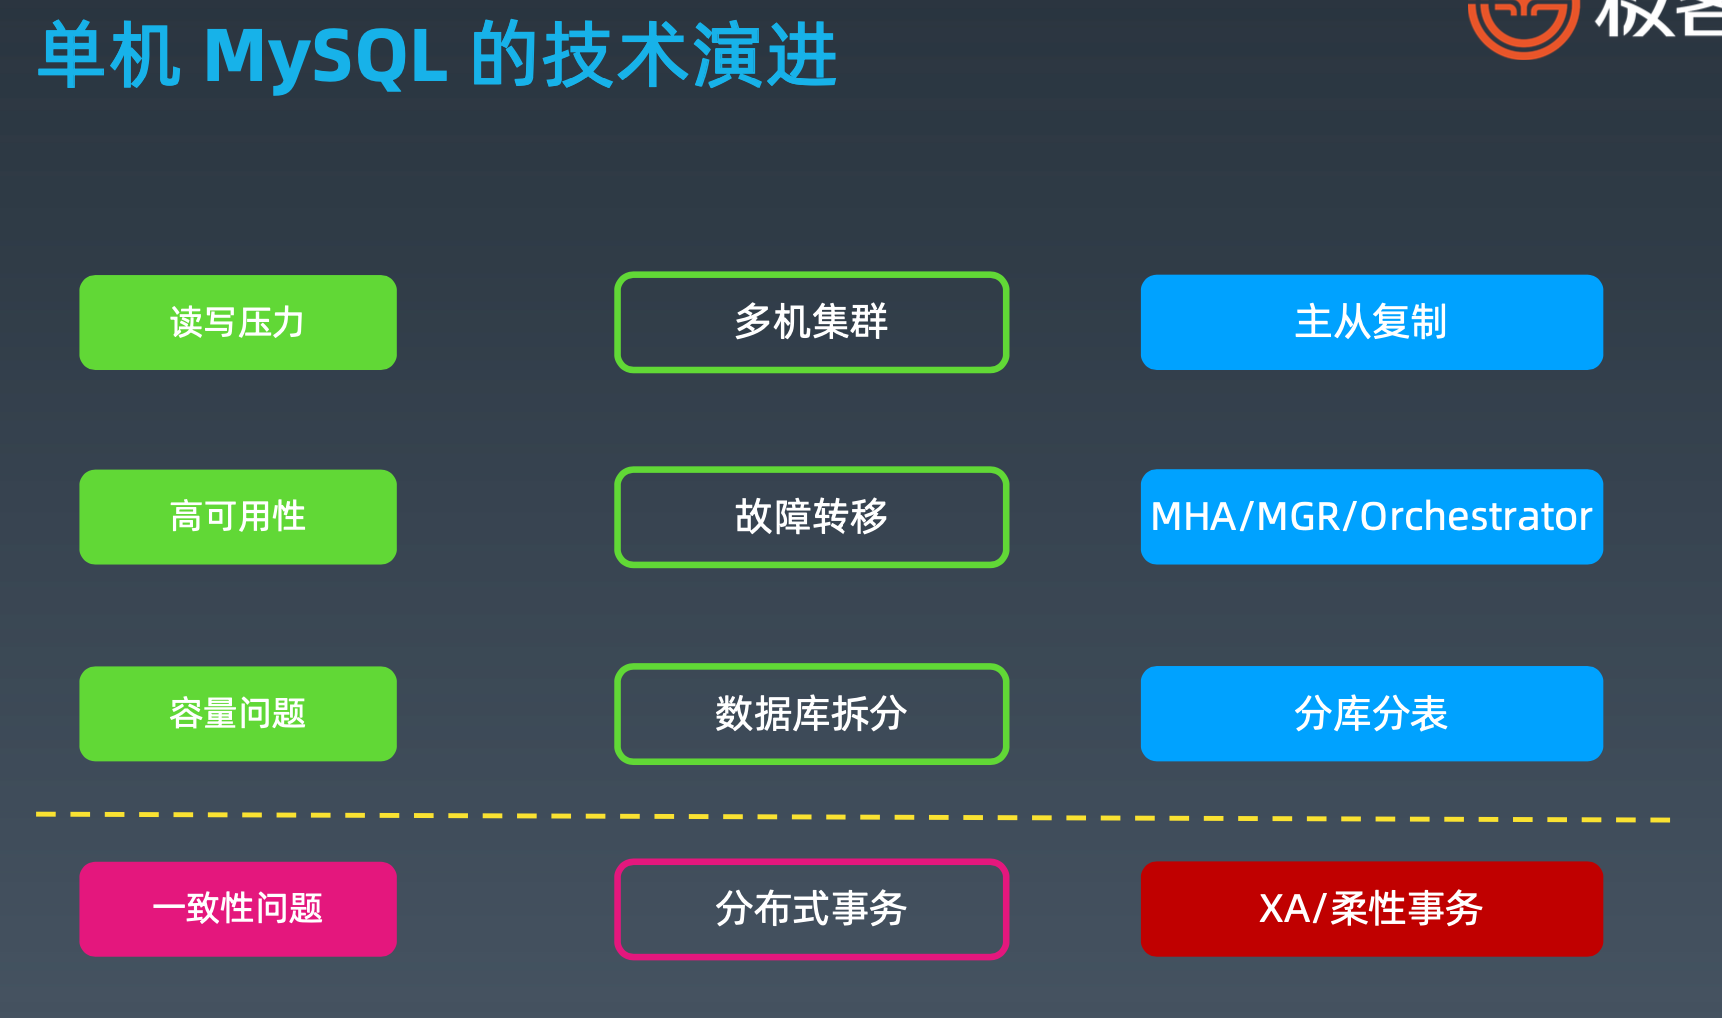 单机 MySQL 的技术演进
极客
读写压力
多机集群
主从复制
高可用性
故障转移
MHA/MGR/Orchestrator
容量问题
数据库拆分
分库分表
一致性问题
分布式事务
XA/柔性事务